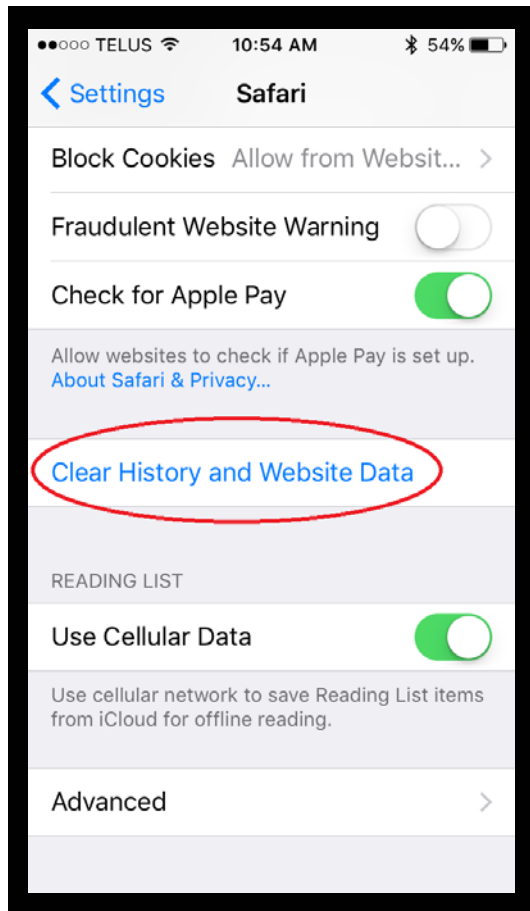 TELUS 10:54 AM 54%
Settings Safari
Block Cookies Allow from Websit... >
Fraudulent Website Warning
Check for Apple Pay
Allow websites to check if Apple Pay is set up.
About Safari & Privacy...
Clear History and Website Data
READING LIST
Use Cellular Data
Use cellular network to save Reading List items
from iCloud for offline reading.
Advanced >